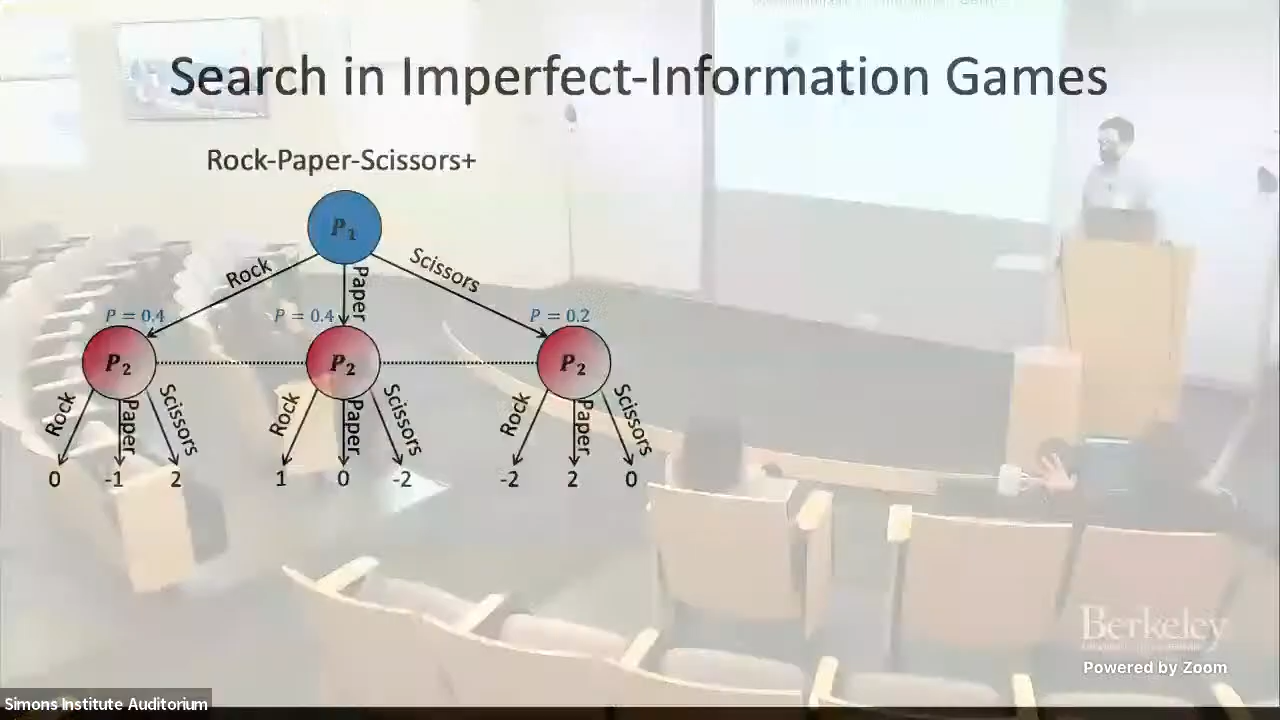 Search in Imperfect-Information Games
Rock-Paper-Scissors+
P₁
Rock
Paper
Scissors
P = 0.4
P = 0.4
P = 0.2
P₂
P₂
P₂
Rock
Paper
Scissors
Rock
Paper
Scissors
Rock
Paper
Scissors
0
-1
2
1
0
-2
-2
2
0
Berkeley
Powered by Zoom
Simons Institute Auditorium